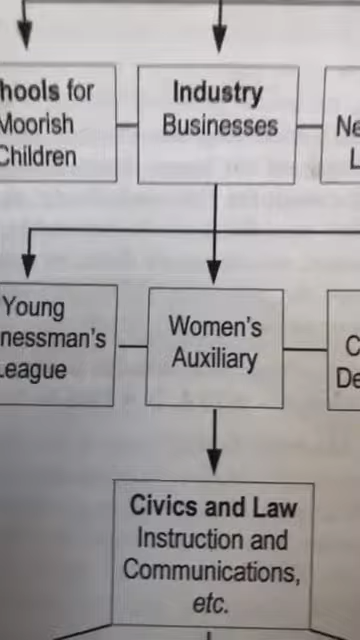 hools for
Moorish
Children
Industry
Businesses
Ne
L
Young
nessman's
League
Women's
Auxiliary
C
De
Civics and Law
Instruction and
Communications,
etc.